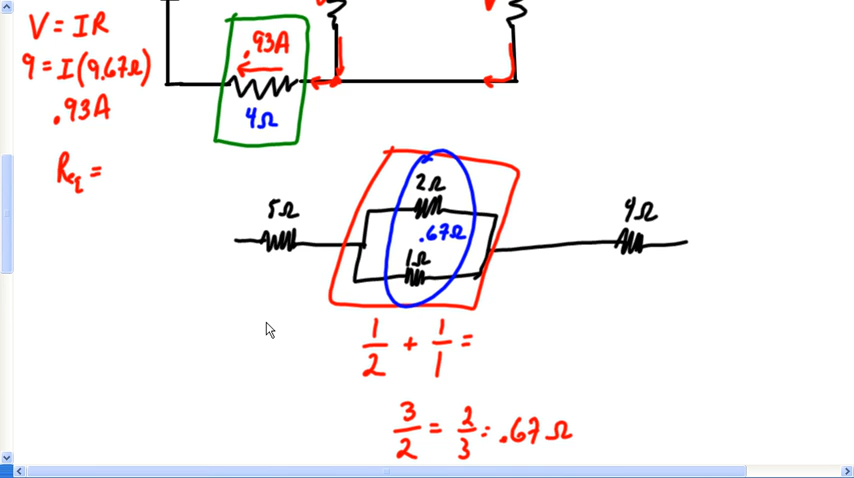 V = IR
9 = I(9.67Ω)
.93A
.93A
4Ω
Req =
5Ω
2Ω
.67Ω
1Ω
4Ω
1/2 + 1/1 =
3/2 = 2/3 = .67Ω